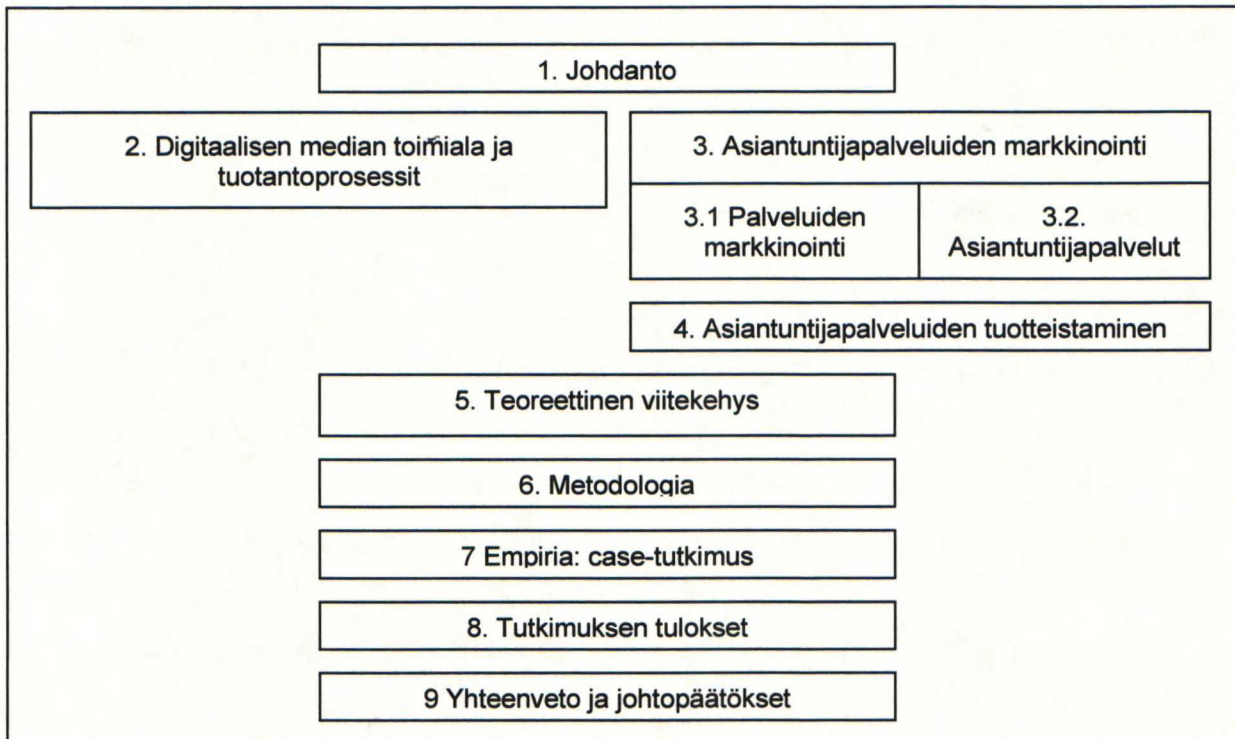 1. Johdanto
2. Digitaalisen median toimiala ja
tuotantoprosessit
3. Asiantuntijapalveluiden markkinointi
3.1 Palveluiden
markkinointi
3.2.
Asiantuntijapalvelut
4. Asiantuntijapalveluiden tuotteistaminen
5. Teoreettinen viitekehys
6. Metodologia
7 Empiria: case-tutkimus
8. Tutkimuksen tulokset
9 Yhteenveto ja johtopäätökset